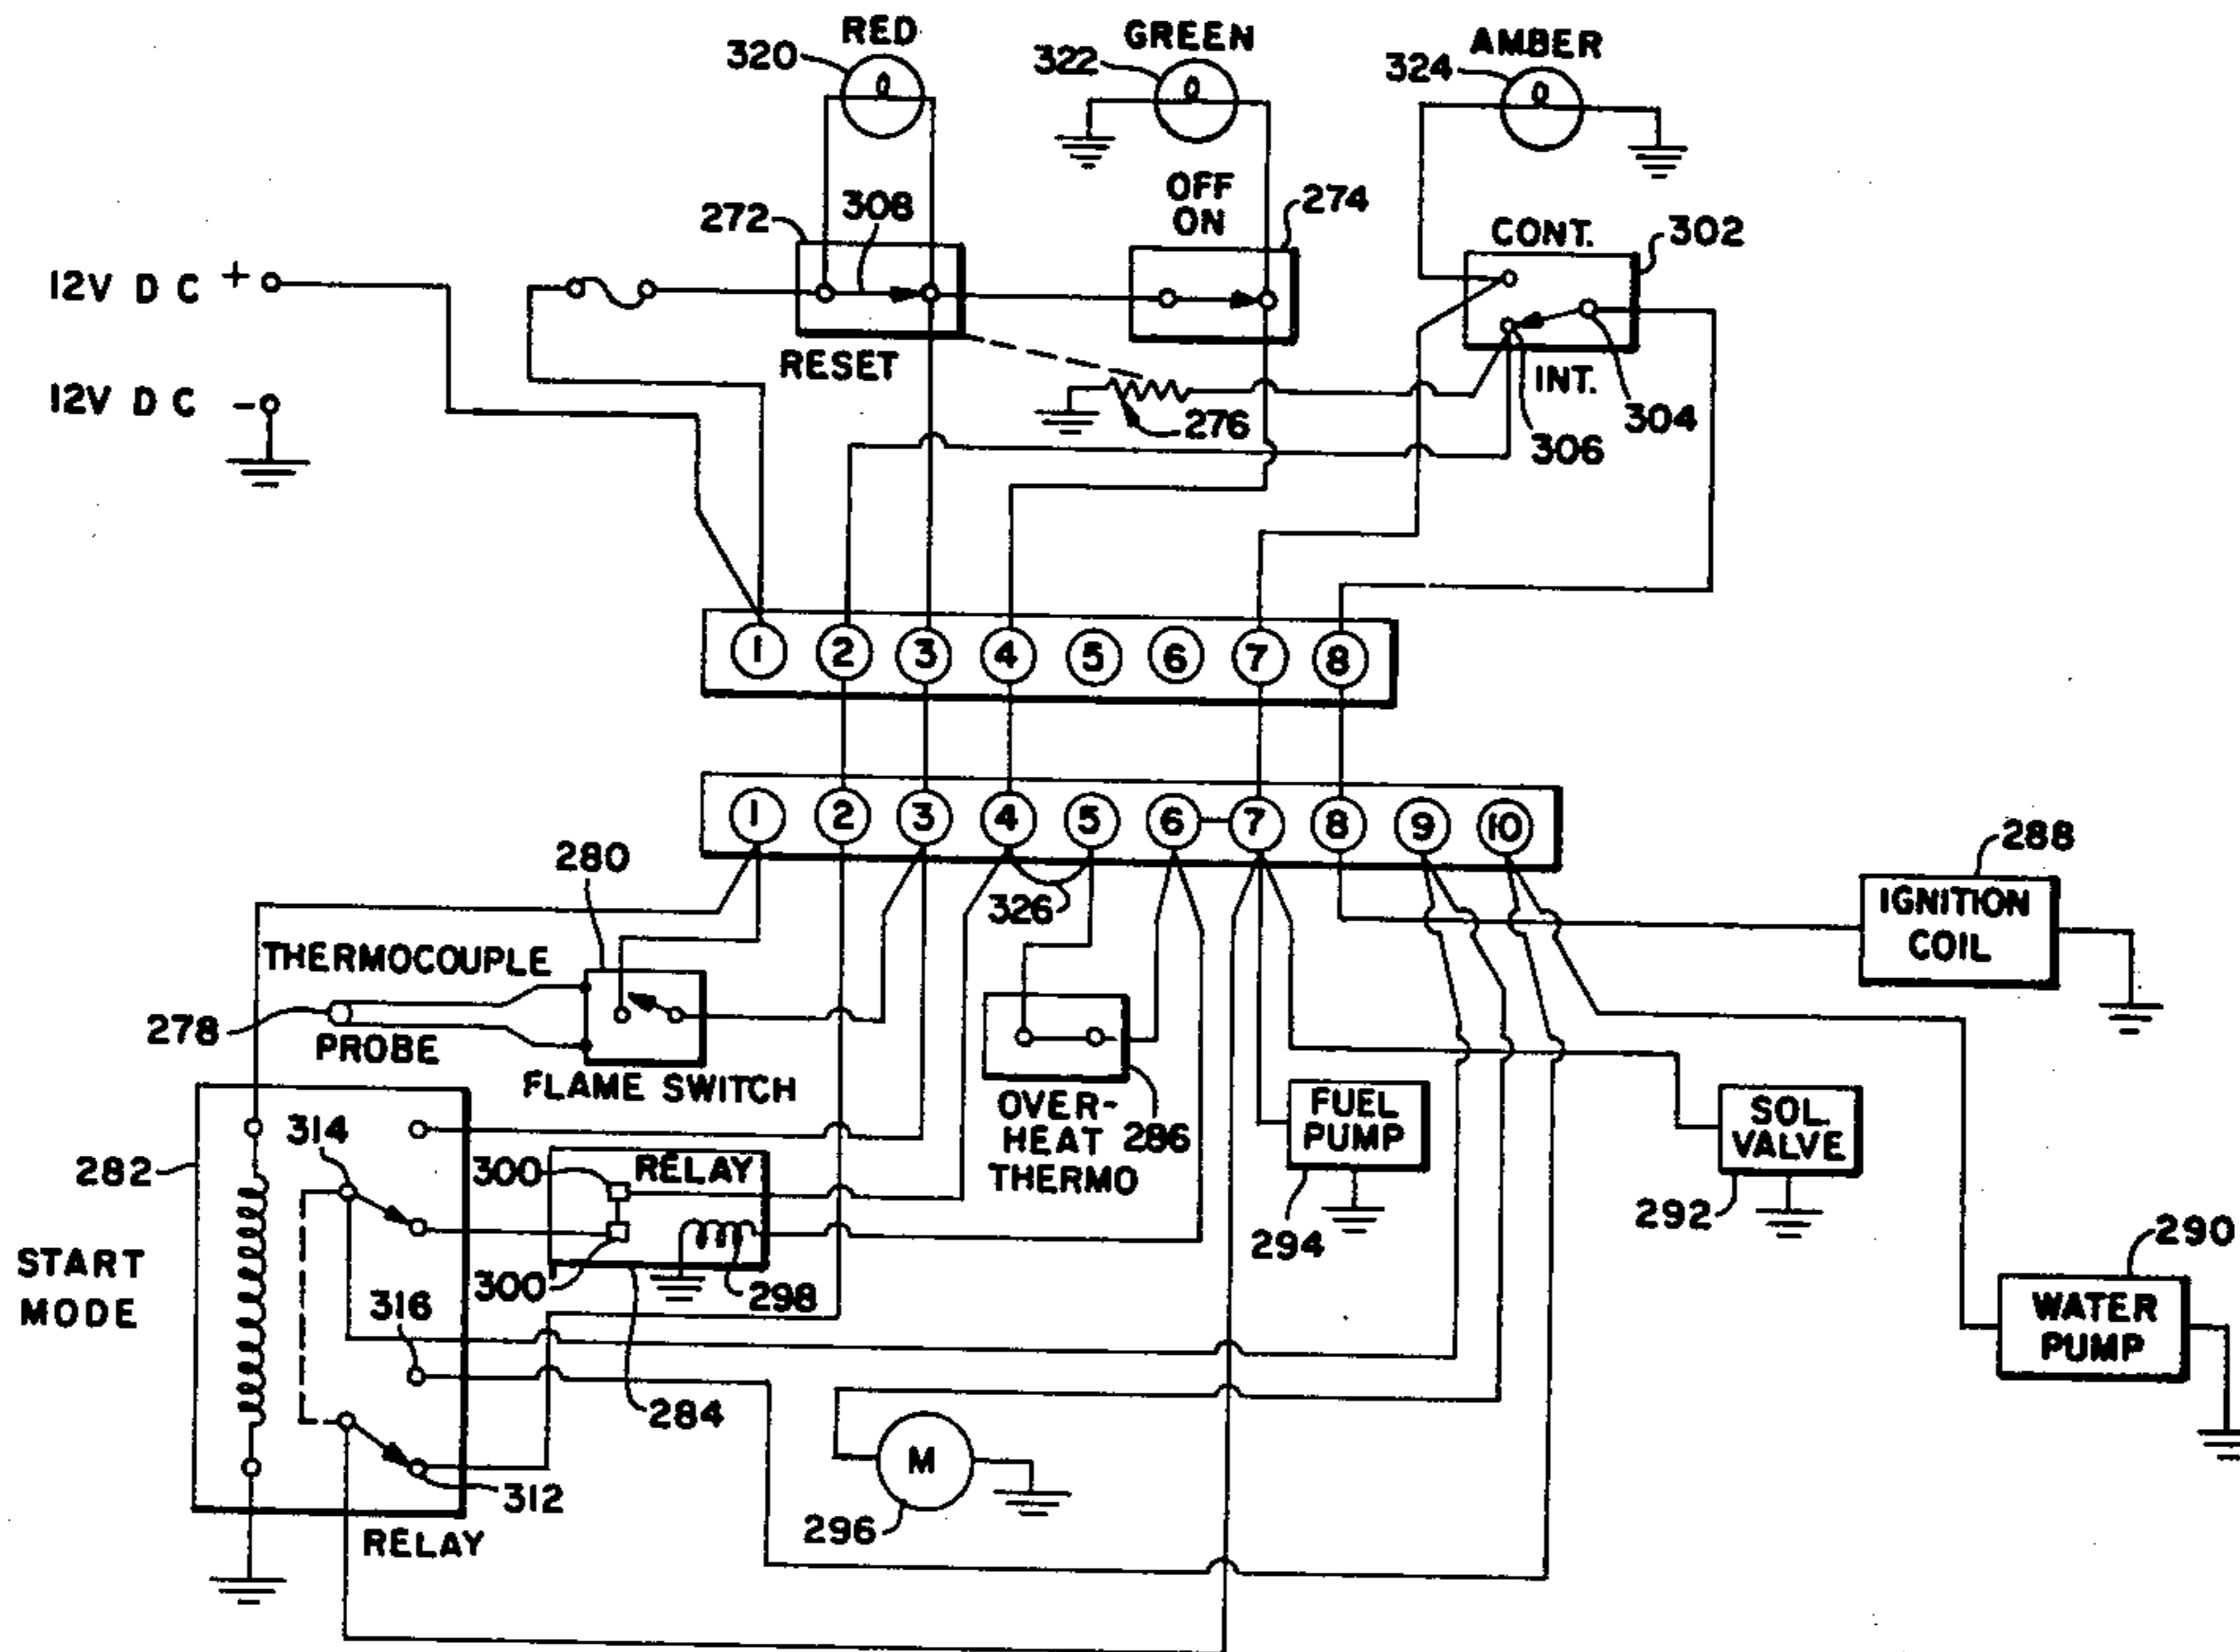 RED
320
GREEN
322
AMBER
324
OFF
ON
274
272
308
CONT.
302
12V D C +
RESET
INT.
304
12V D C -
276
306
1 2 3 4 5 6 7 8
1 2 3 4 5 6 7 8 9 10
280
326
288
IGNITION
COIL
THERMOCOUPLE
278
PROBE
FLAME SWITCH
OVER-
HEAT
THERMO
286
FUEL
PUMP
294
SOL.
VALVE
292
314
282
300
RELAY
300
298
START
MODE
316
284
290
WATER
PUMP
M
296
312
RELAY